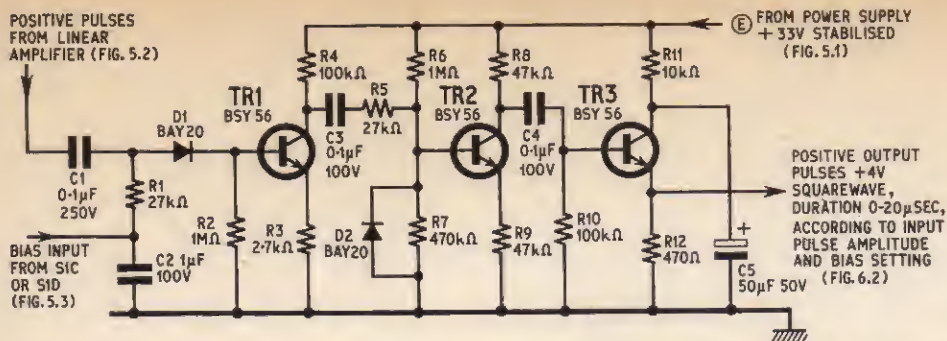 POSITIVE PULSES
FROM LINEAR
AMPLIFIER (FIG. 5.2)
E FROM POWER SUPPLY
+ 33V STABILISED
(FIG. 5.1)
R4
100kΩ
R6
1MΩ
R8
47kΩ
R11
10kΩ
TR1
BSY 56
R5
27kΩ
TR2
BSY 56
TR3
BSY 56
D1
BAY20
C3
0·1μF
100V
C4
0·1μF
100V
C1
0·1μF
250V
R1
27kΩ
POSITIVE OUTPUT
PULSES +4V
SQUAREWAVE,
DURATION 0-20μSEC,
ACCORDING TO INPUT
PULSE AMPLITUDE
AND BIAS SETTING
(FIG. 6.2)
BIAS INPUT
FROM S1C
OR S1D
(FIG. 5.3)
C2 1μF
100V
R2
1MΩ
R3
2·7kΩ
D2
BAY20
R7
470kΩ
R9
47kΩ
R10
100kΩ
R12
470Ω
+
C5
50μF 50V